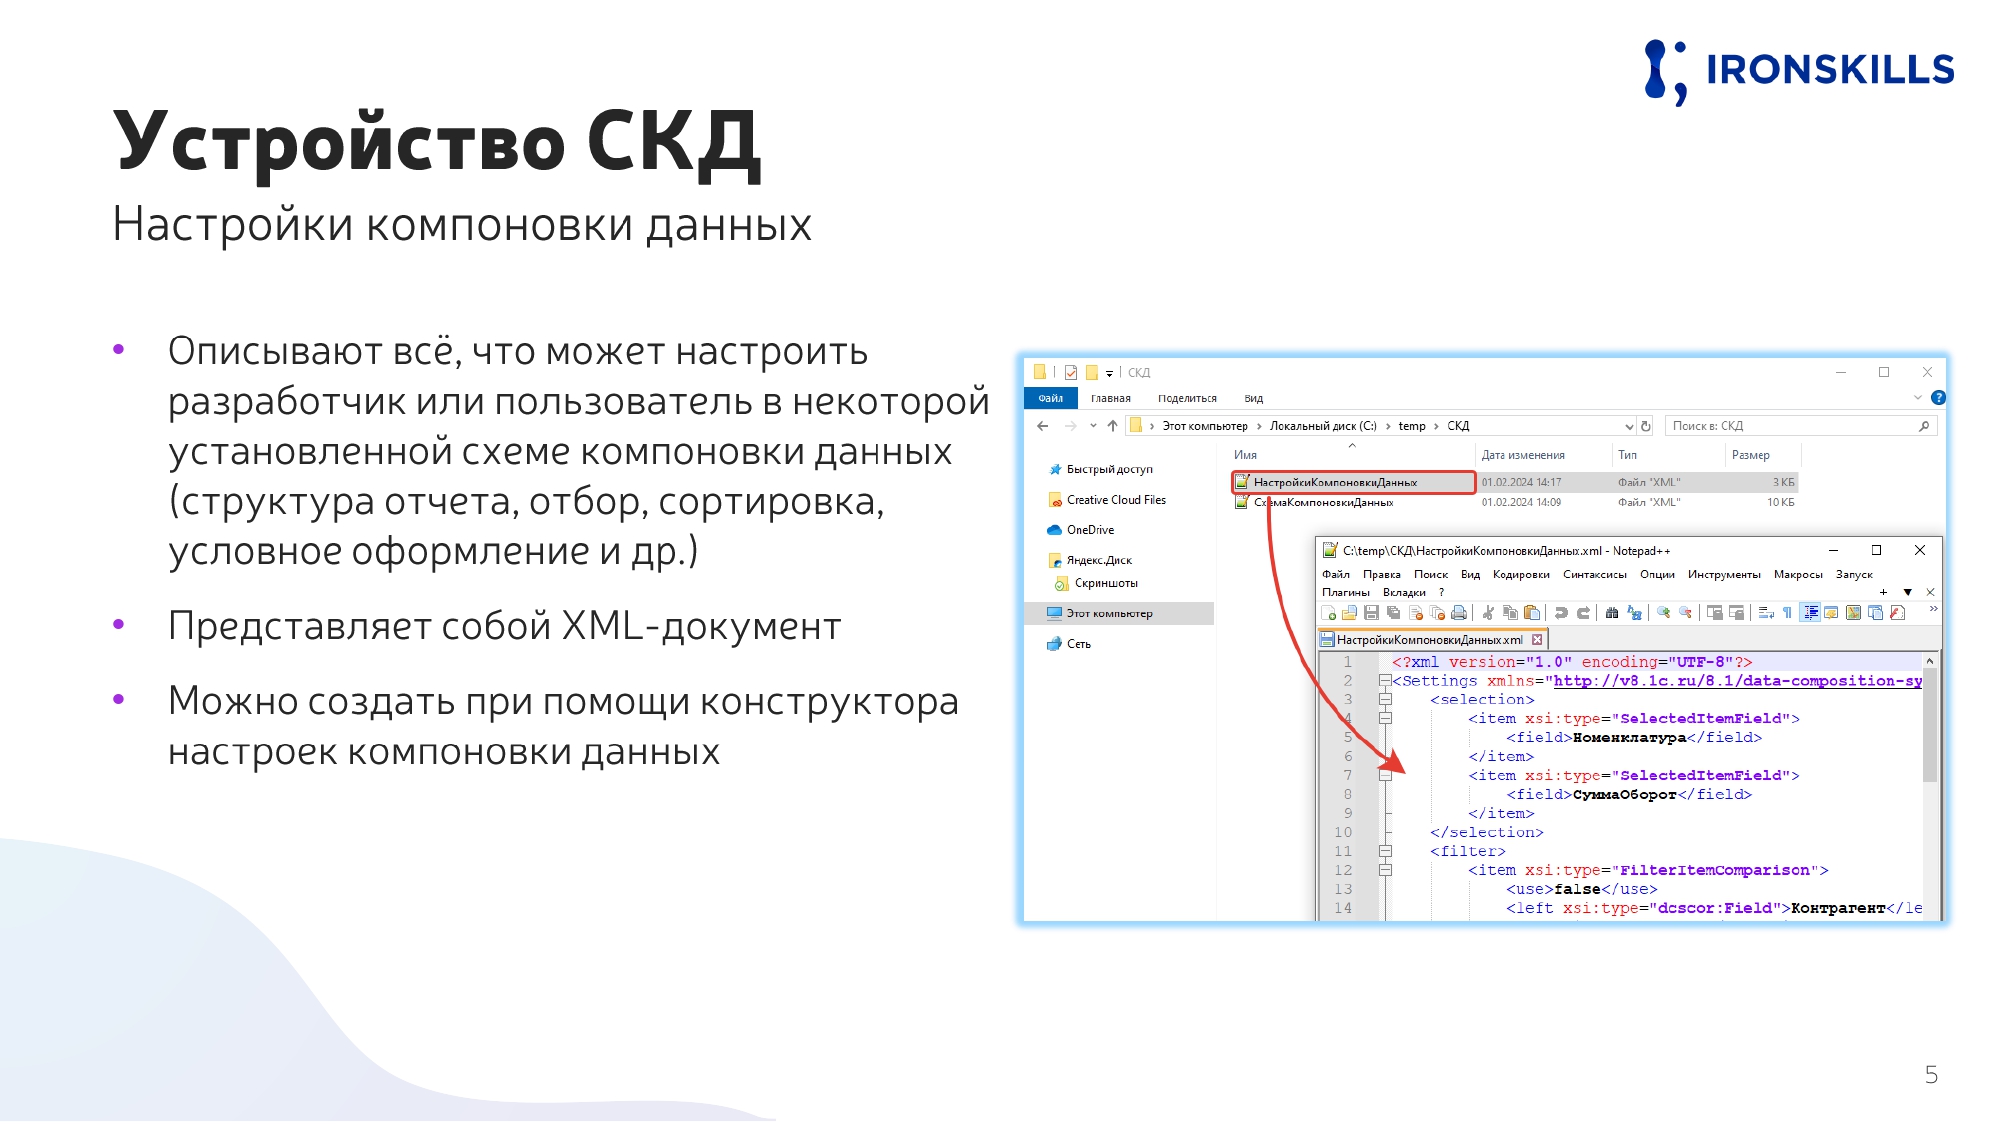 IRONSKILLS
Устройство СКД
Настройки компоновки данных
• Описывают всё, что может настроить
разработчик или пользователь в некоторой
установленной схеме компоновки данных
(структура отчета, отбор, сортировка,
условное оформление и др.)
• Представляет собой XML-документ
• Можно создать при помощи конструктора
настроек компоновки данных
СКД
Файл Главная Поделиться Вид
Этот компьютер › Локальный диск (C:) › temp › СКД
Поиск в: СКД
Имя Дата изменения Тип Размер
Быстрый доступ
Creative Cloud Files
OneDrive
Яндекс.Диск
Скриншоты
Этот компьютер
Сеть
НастройкиКомпоновкиДанных 01.02.2024 14:17 Файл "XML" 3 КБ
СхемаКомпоновкиДанных 01.02.2024 14:09 Файл "XML" 10 КБ
C:\temp\СКД\НастройкиКомпоновкиДанных.xml - Notepad++
Файл Правка Поиск Вид Кодировки Синтаксисы Опции Инструменты Макросы Запуск
Плагины Вкладки ?
НастройкиКомпоновкиДанных.xml
1 <?xml version="1.0" encoding="UTF-8"?>
2 <Settings xmlns="http://v8.1c.ru/8.1/data-composition-sy
3 <selection>
4 <item xsi:type="SelectedItemField">
5 <field>Номенклатура</field>
6 </item>
7 <item xsi:type="SelectedItemField">
8 <field>СуммаОборот</field>
9 </item>
10 </selection>
11 <filter>
12 <item xsi:type="FilterItemComparison">
13 <use>false</use>
14 <left xsi:type="dcscor:Field">Контрагент</le
5